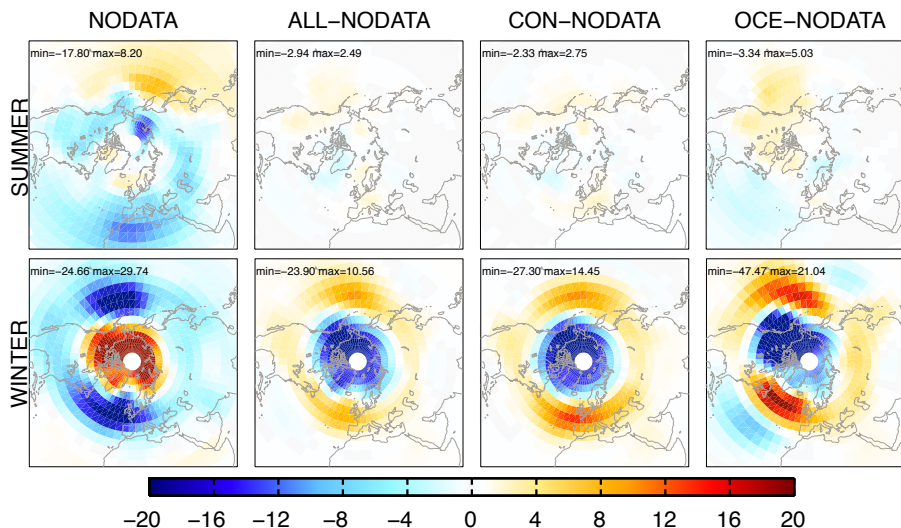 NODATA ALL−NODATA CON−NODATA OCE−NODATA
SUMMER
min=−17.80 max=8.20 min=−2.94 max=2.49 min=−2.33 max=2.75 min=−3.34 max=5.03
WINTER
min=−24.66 max=29.74 min=−23.90 max=10.56 min=−27.30 max=14.45 min=−47.47 max=21.04
−20 −16 −12 −8 −4 0 4 8 12 16 20